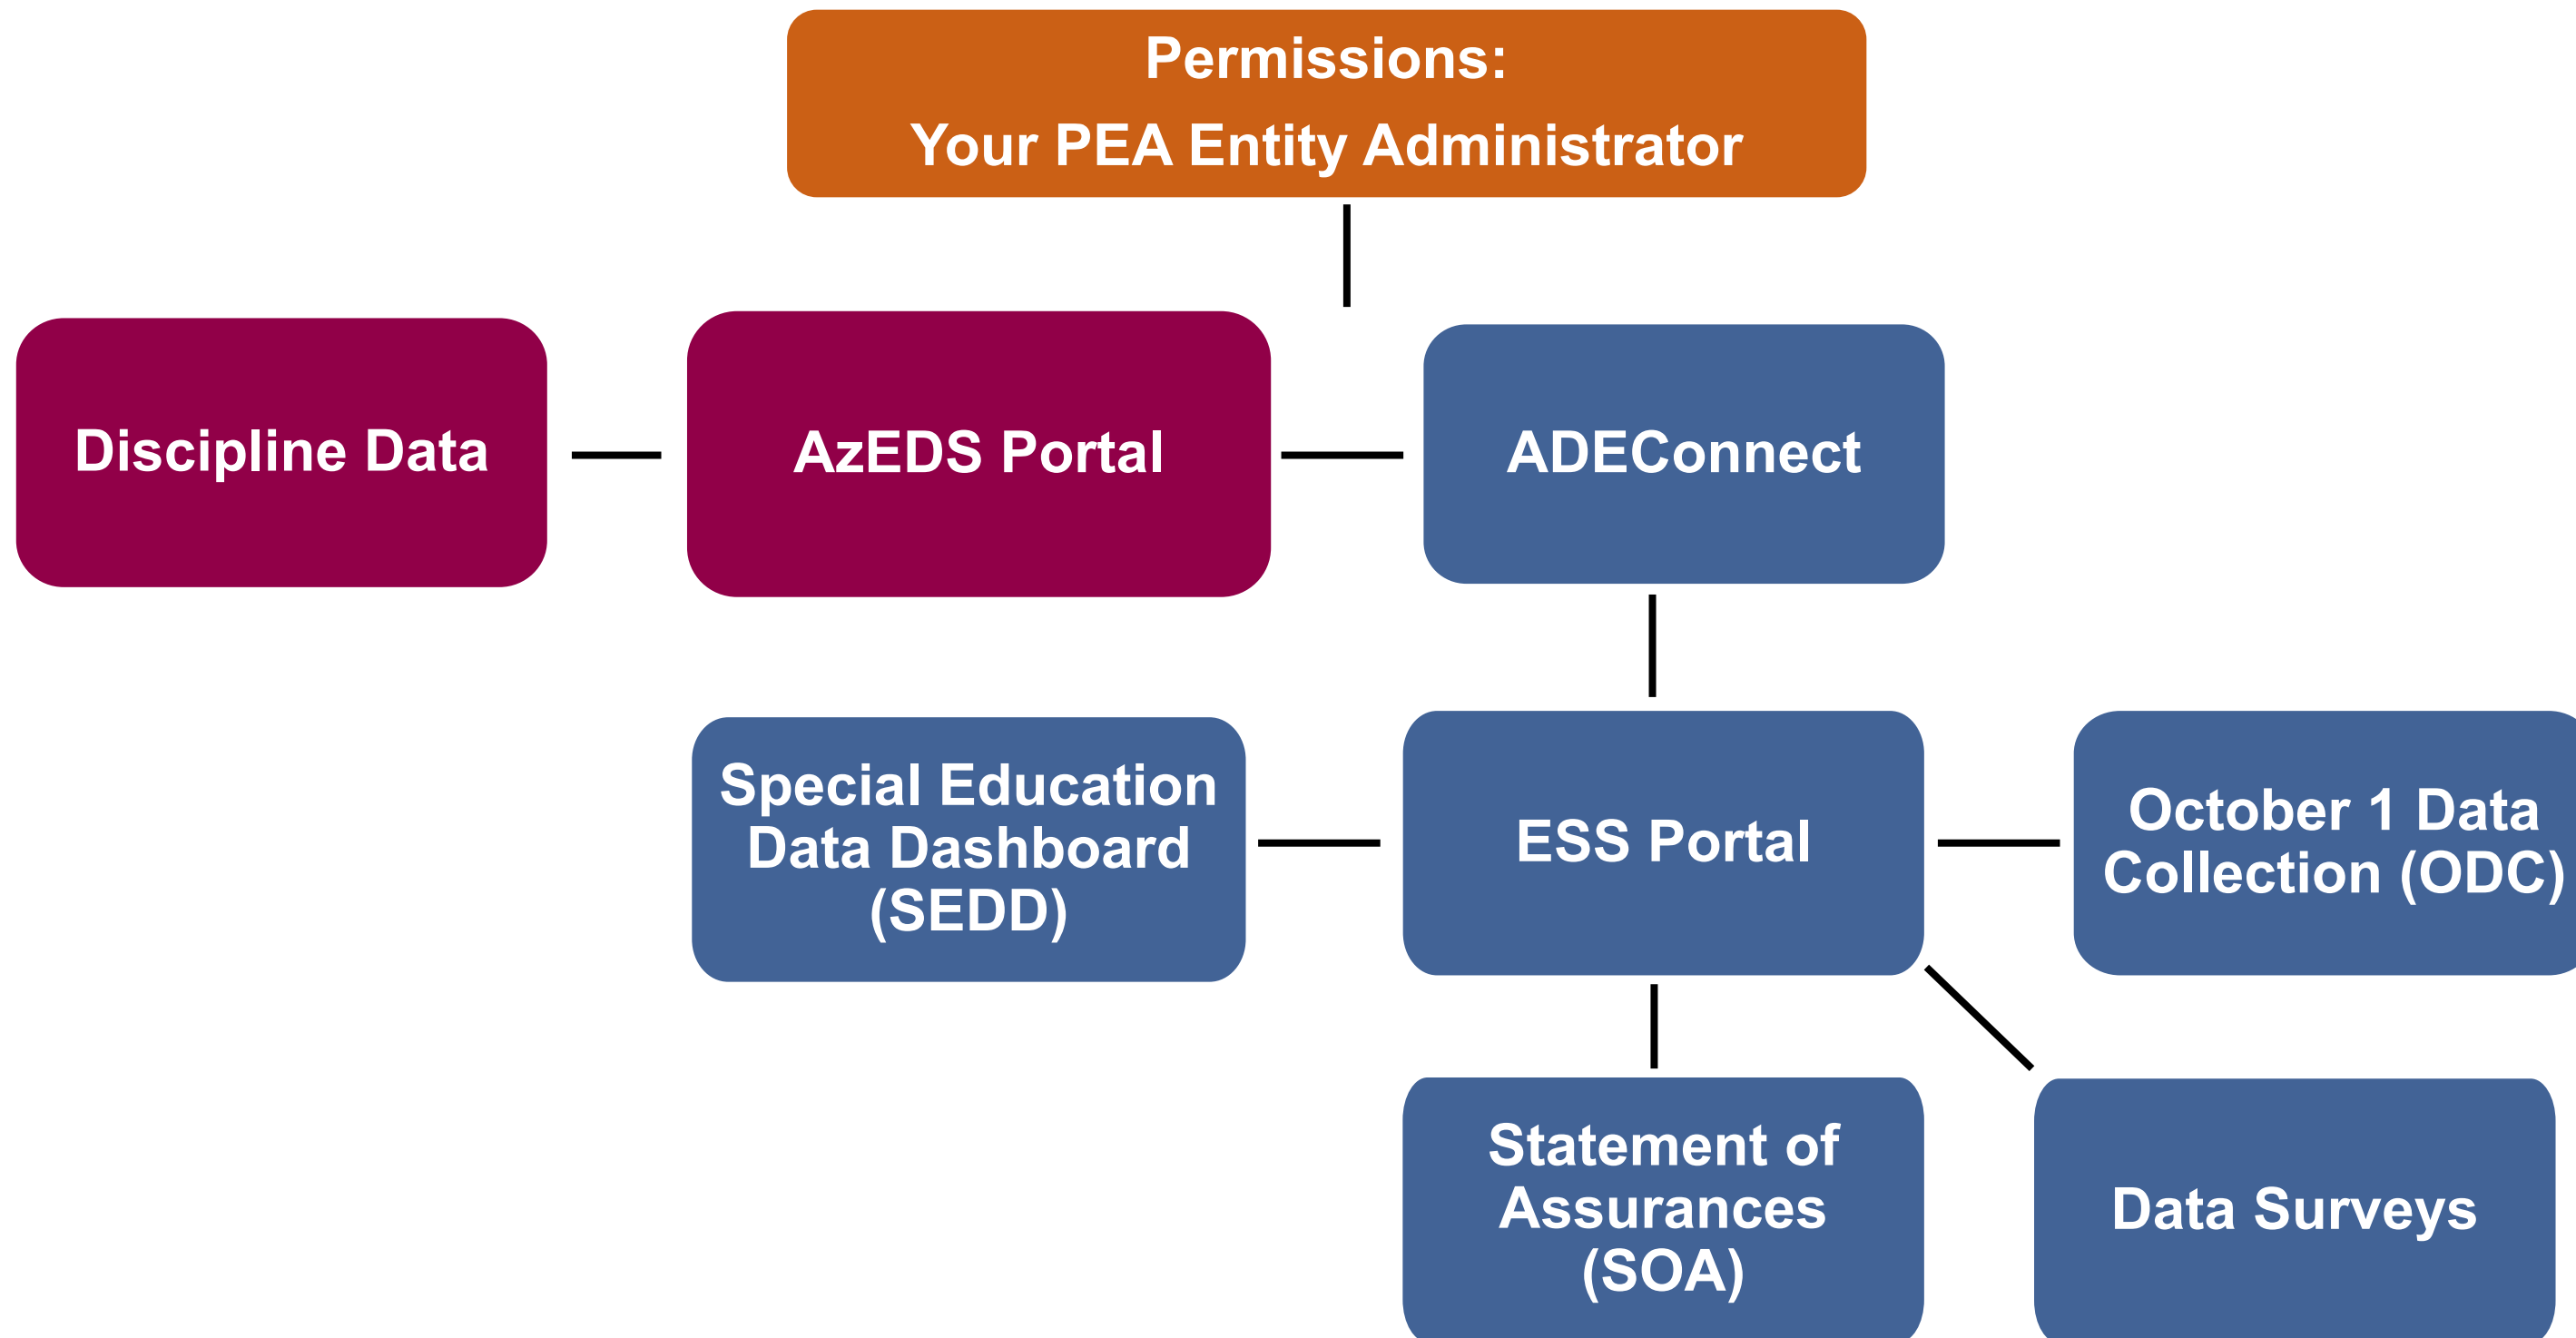 Permissions:
Your PEA Entity Administrator
Discipline Data
AzEDS Portal
ADEConnect
Special Education
Data Dashboard
(SEDD)
ESS Portal
October 1 Data
Collection (ODC)
Statement of
Assurances
(SOA)
Data Surveys